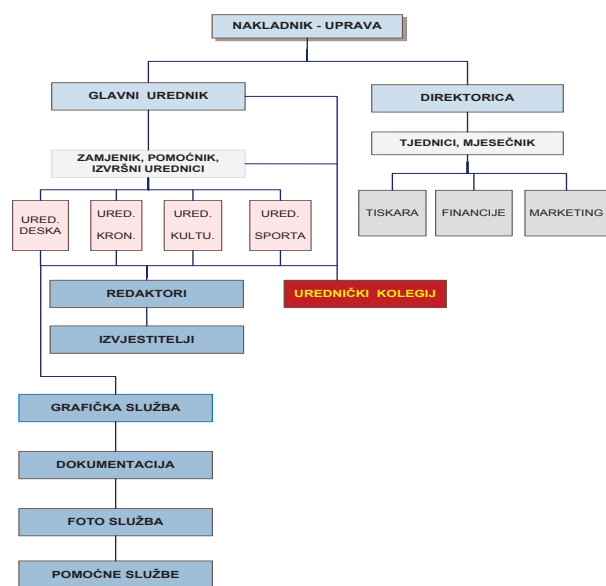 NAKLADNIK - UPRAVA
GLAVNI UREDNIK
DIREKTORICA
ZAMJENIK, POMOĆNIK,
IZVRŠNI UREDNICI
TJEDNICI, MJESEČNIK
URED.
DESKA
URED.
KRON.
URED.
KULTU.
URED.
SPORTA
TISKARA
FINANCIJE
MARKETING
REDAKTORI
UREDNIČKI KOLEGIJ
IZVJESTITELJI
GRAFIČKA SLUŽBA
DOKUMENTACIJA
FOTO SLUŽBA
POMOĆNE SLUŽBE